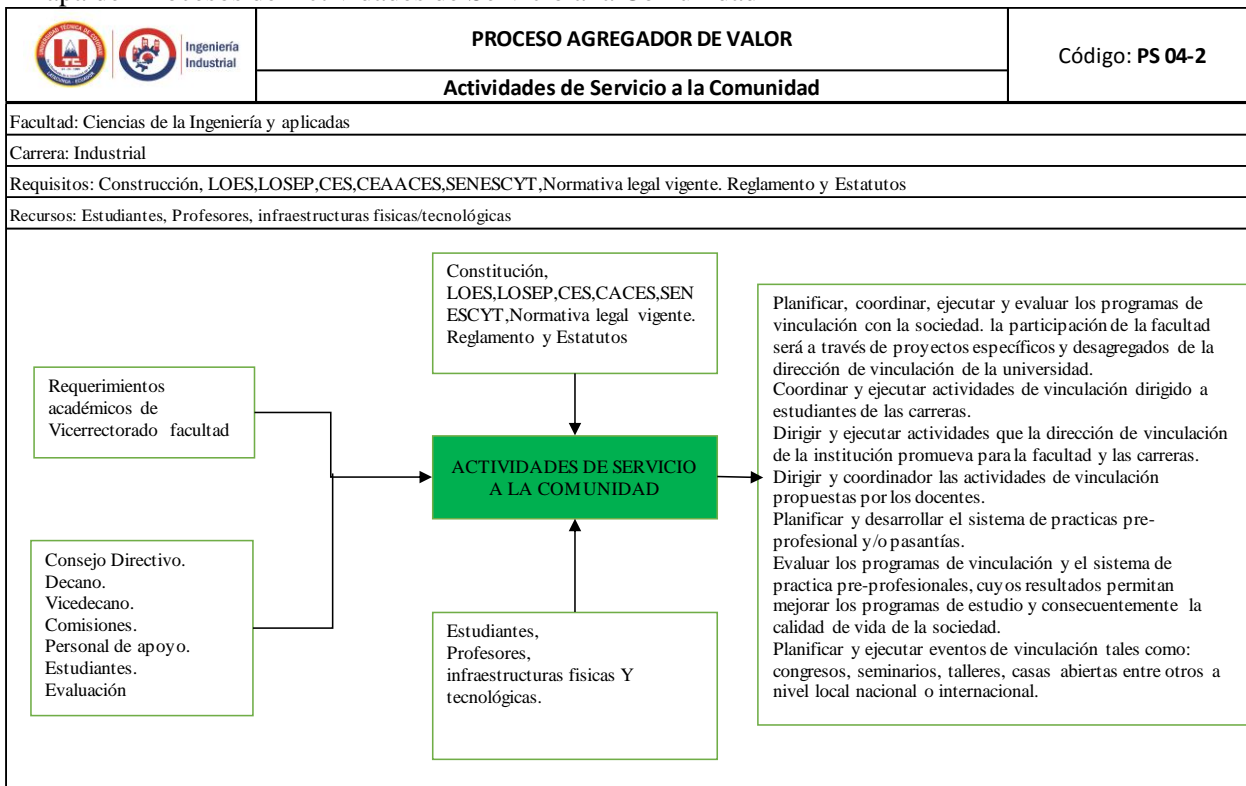 Ingeniería
Industrial
PROCESO AGREGADOR DE VALOR
Código: PS 04-2
Actividades de Servicio a la Comunidad
Facultad: Ciencias de la Ingeniería y aplicadas
Carrera: Industrial
Requisitos: Construcción, LOES,LOSEP,CES,CEAACES,SENESCYT,Normativa legal vigente. Reglamento y Estatutos
Recursos: Estudiantes, Profesores, infraestructuras fisicas/tecnológicas
Constitución,
LOES,LOSEP,CES,CACES,SEN
ESCYT,Normativa legal vigente.
Reglamento y Estatutos
Requerimientos
académicos de
Vicerrectorado facultad
ACTIVIDADES DE SERVICIO
A LA COMUNIDAD
Consejo Directivo.
Decano.
Vicedecano.
Comisiones.
Personal de apoyo.
Estudiantes.
Evaluación
Estudiantes,
Profesores,
infraestructuras fisicas Y
tecnológicas.
Planificar, coordinar, ejecutar y evaluar los programas de
vinculación con la sociedad. la participación de la facultad
será a través de proyectos específicos y desagregados de la
dirección de vinculación de la universidad.
Coordinar y ejecutar actividades de vinculación dirigido a
estudiantes de las carreras.
Dirigir y ejecutar actividades que la dirección de vinculación
de la institución promueva para la facultad y las carreras.
Dirigir y coordinador las actividades de vinculación
propuestas por los docentes.
Planificar y desarrollar el sistema de practicas pre-
profesional y/o pasantías.
Evaluar los programas de vinculación y el sistema de
practica pre-profesionales, cuyos resultados permitan
mejorar los programas de estudio y consecuentemente la
calidad de vida de la sociedad.
Planificar y ejecutar eventos de vinculación tales como:
congresos, seminarios, talleres, casas abiertas entre otros a
nivel local nacional o internacional.